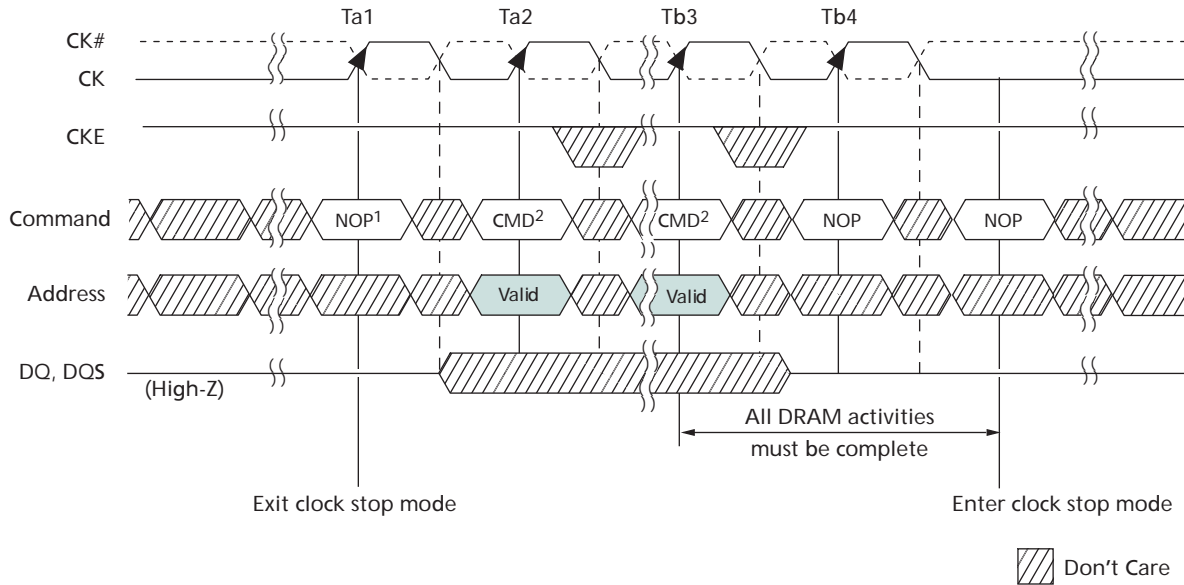 Ta1 Ta2 Tb3 Tb4
CK#
CK
CKE
Command NOP1 CMD2 CMD2 NOP NOP
Address Valid Valid
DQ, DQS
(High-Z)
All DRAM activities
must be complete
Exit clock stop mode Enter clock stop mode
Don't Care